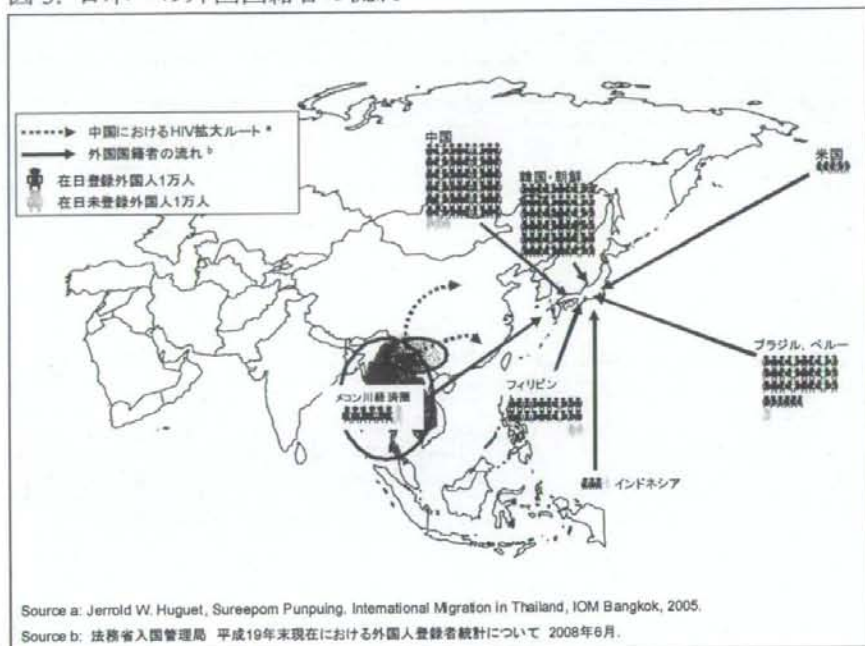 中国におけるHIV拡大ルート a
外国国籍者の流れ b
在日登録外国人1万人
在日未登録外国人1万人
中国
韓国・朝鮮
米国
ブラジル、ペルー
メコン川経済圏
フィリピン
インドネシア
Source a: Jerrold W. Huguet, Sureeporn Punpuing. International Migration in Thailand, IOM Bangkok, 2005.
Source b: 法務省入国管理局 平成19年末現在における外国人登録者統計について 2008年6月.